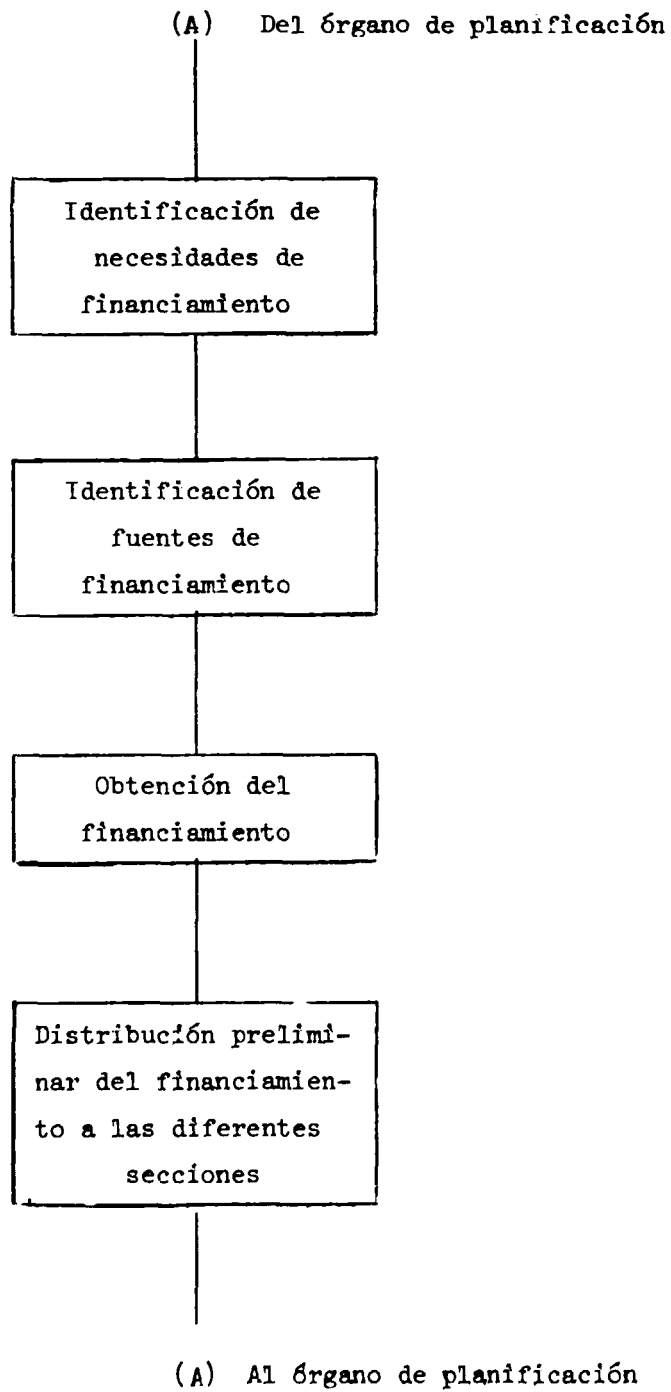 (A) Del órgano de planificación
Identificación de
necesidades de
financiamiento
Identificación de
fuentes de
financiamiento
Obtención del
financiamiento
Distribución prelimi-
nar del financiamien-
to a las diferentes
secciones
(A) Al órgano de planificación